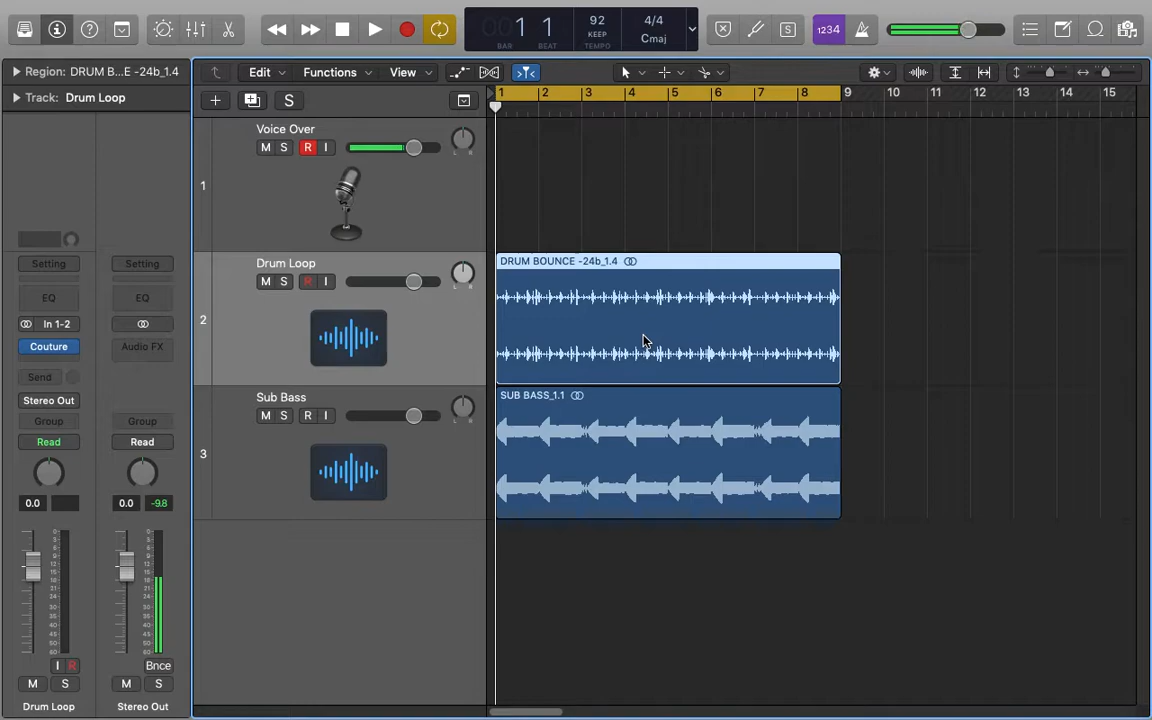 1 1
BAR BEAT
92
KEEP
TEMPO
4/4
Cmaj
S
1234
Region: DRUM B...E -24b_1.4
Edit Functions View
Track: Drum Loop
S
1 2 3 4 5 6 7 8 9 10 11 12 13 14 15
1
Voice Over
M S R I
L R
2
Drum Loop
M S R I
L R
DRUM BOUNCE -24b_1.4
3
Sub Bass
M S R I
L R
SUB BASS_1.1
Setting Setting
EQ EQ
In 1-2
Couture Audio FX
Send
Stereo Out
Group Group
Read Read
0.0 0.0 -9.8
I R Bnce
M S M S
Drum Loop Stereo Out